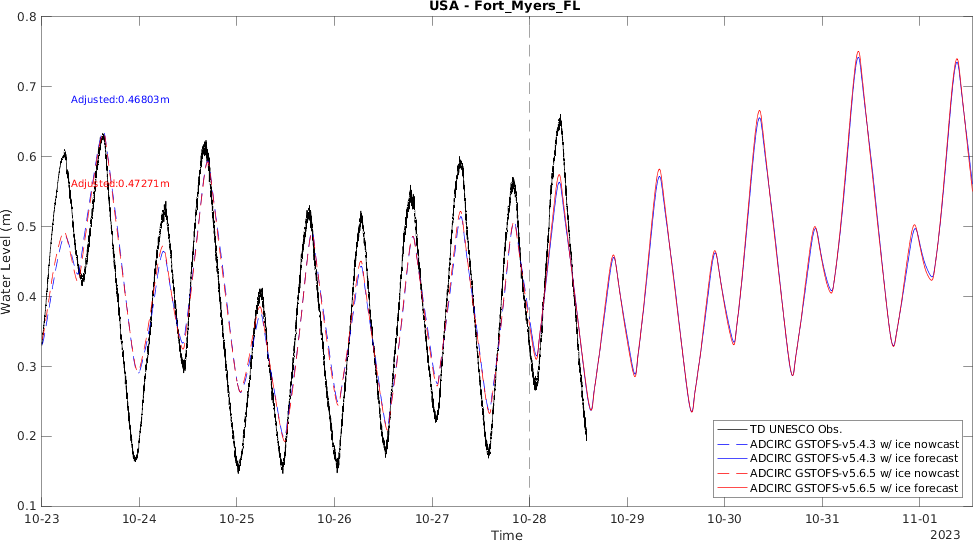 USA - Fort_Myers_FL
0.8
0.7
0.6
0.5
0.4
0.3
0.2
0.1
Water Level (m)
Adjusted:0.46803m
Adjusted:0.47271m
TD UNESCO Obs.
ADCIRC GSTOFS-v5.4.3 w/ ice nowcast
ADCIRC GSTOFS-v5.4.3 w/ ice forecast
ADCIRC GSTOFS-v5.6.5 w/ ice nowcast
ADCIRC GSTOFS-v5.6.5 w/ ice forecast
10-23 10-24 10-25 10-26 10-27 10-28 10-29 10-30 10-31 11-01
Time
2023